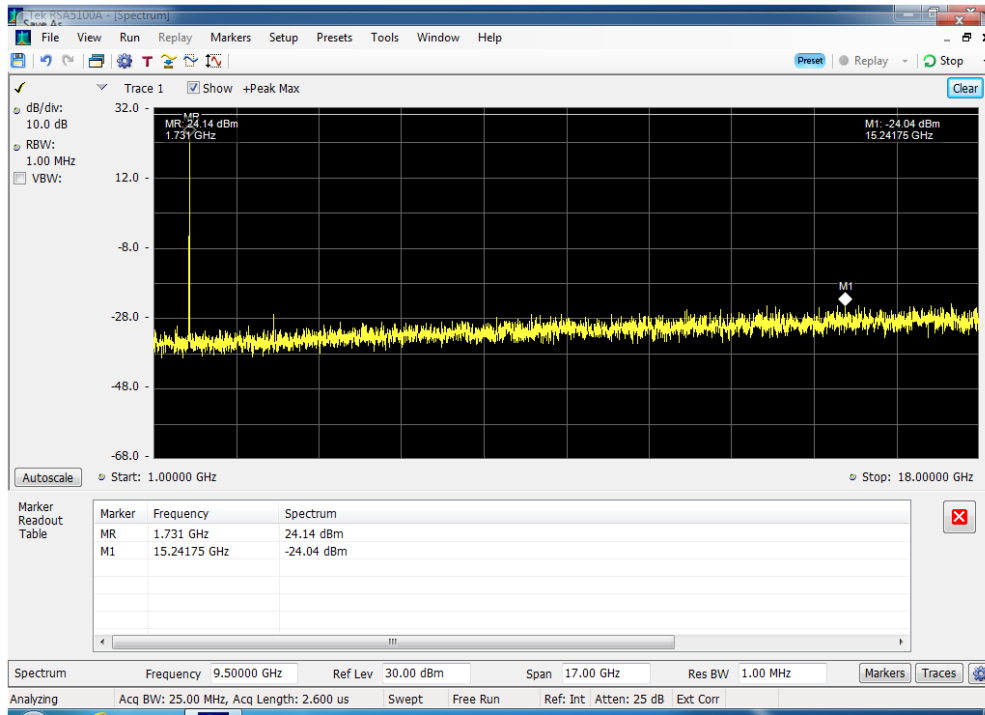 Tek RSA5100A - [Spectrum]
Save As
File View Run Replay Markers Setup Presets Tools Window Help
T Preset Replay Stop
Trace 1 Show +Peak Max Clear
dB/div:
10.0 dB
RBW:
1.00 MHz
VBW:
32.0
12.0
-8.0
-28.0
-48.0
-68.0
MR
MR: 24.14 dBm
1.731 GHz
M1: -24.04 dBm
15.24175 GHz
M1
Autoscale Start: 1.00000 GHz Stop: 18.00000 GHz
Marker
Readout
Table
Marker Frequency Spectrum
MR 1.731 GHz 24.14 dBm
M1 15.24175 GHz -24.04 dBm
Spectrum Frequency 9.50000 GHz Ref Lev 30.00 dBm Span 17.00 GHz Res BW 1.00 MHz Markers Traces
Analyzing Acq BW: 25.00 MHz, Acq Length: 2.600 us Swept Free Run Ref: Int Atten: 25 dB Ext Corr